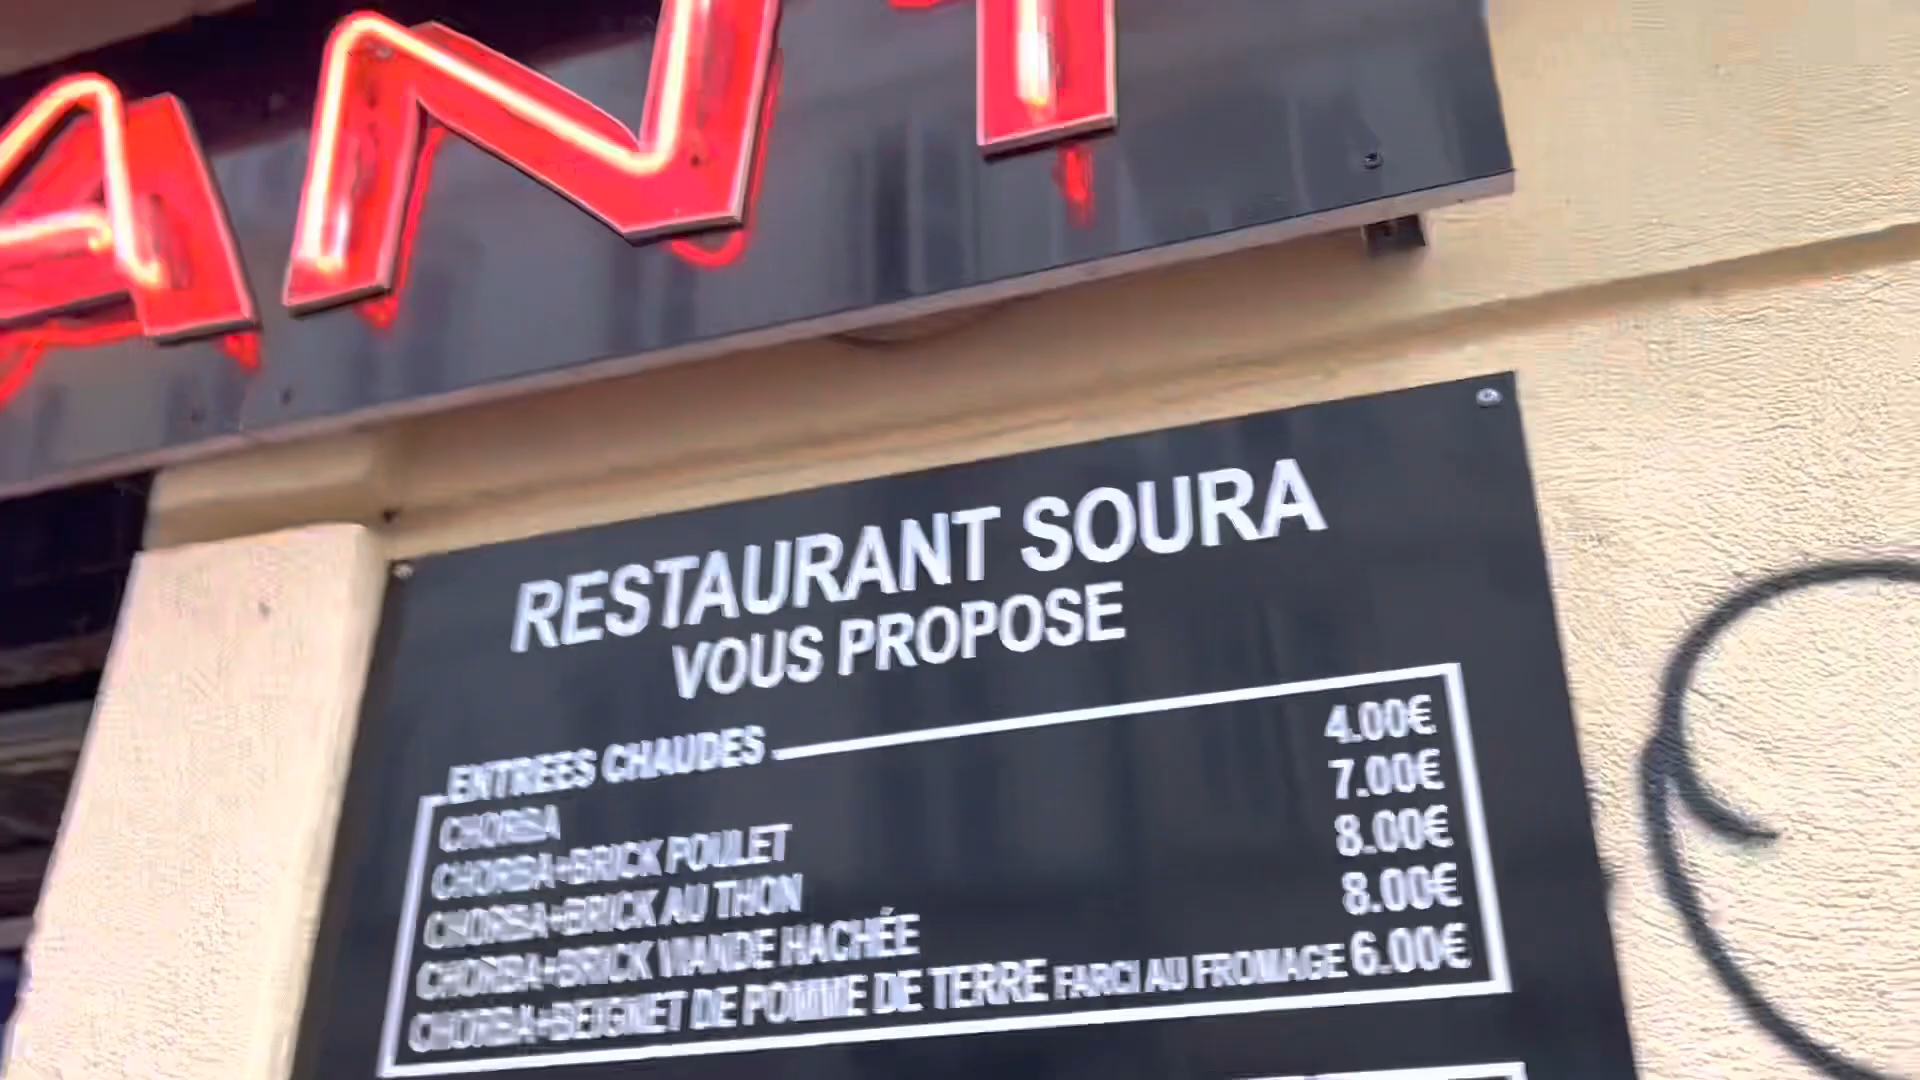 ANT
RESTAURANT SOURA
VOUS PROPOSE
ENTREES CHAUDES
CHORBA 4.00€
CHORBA+BRICK POULET 7.00€
CHORBA+BRICK AU THON 8.00€
CHORBA+BRICK VIANDE HACHÉE 8.00€
CHORBA+BEIGNET DE POMME DE TERRE FARCI AU FROMAGE 6.00€